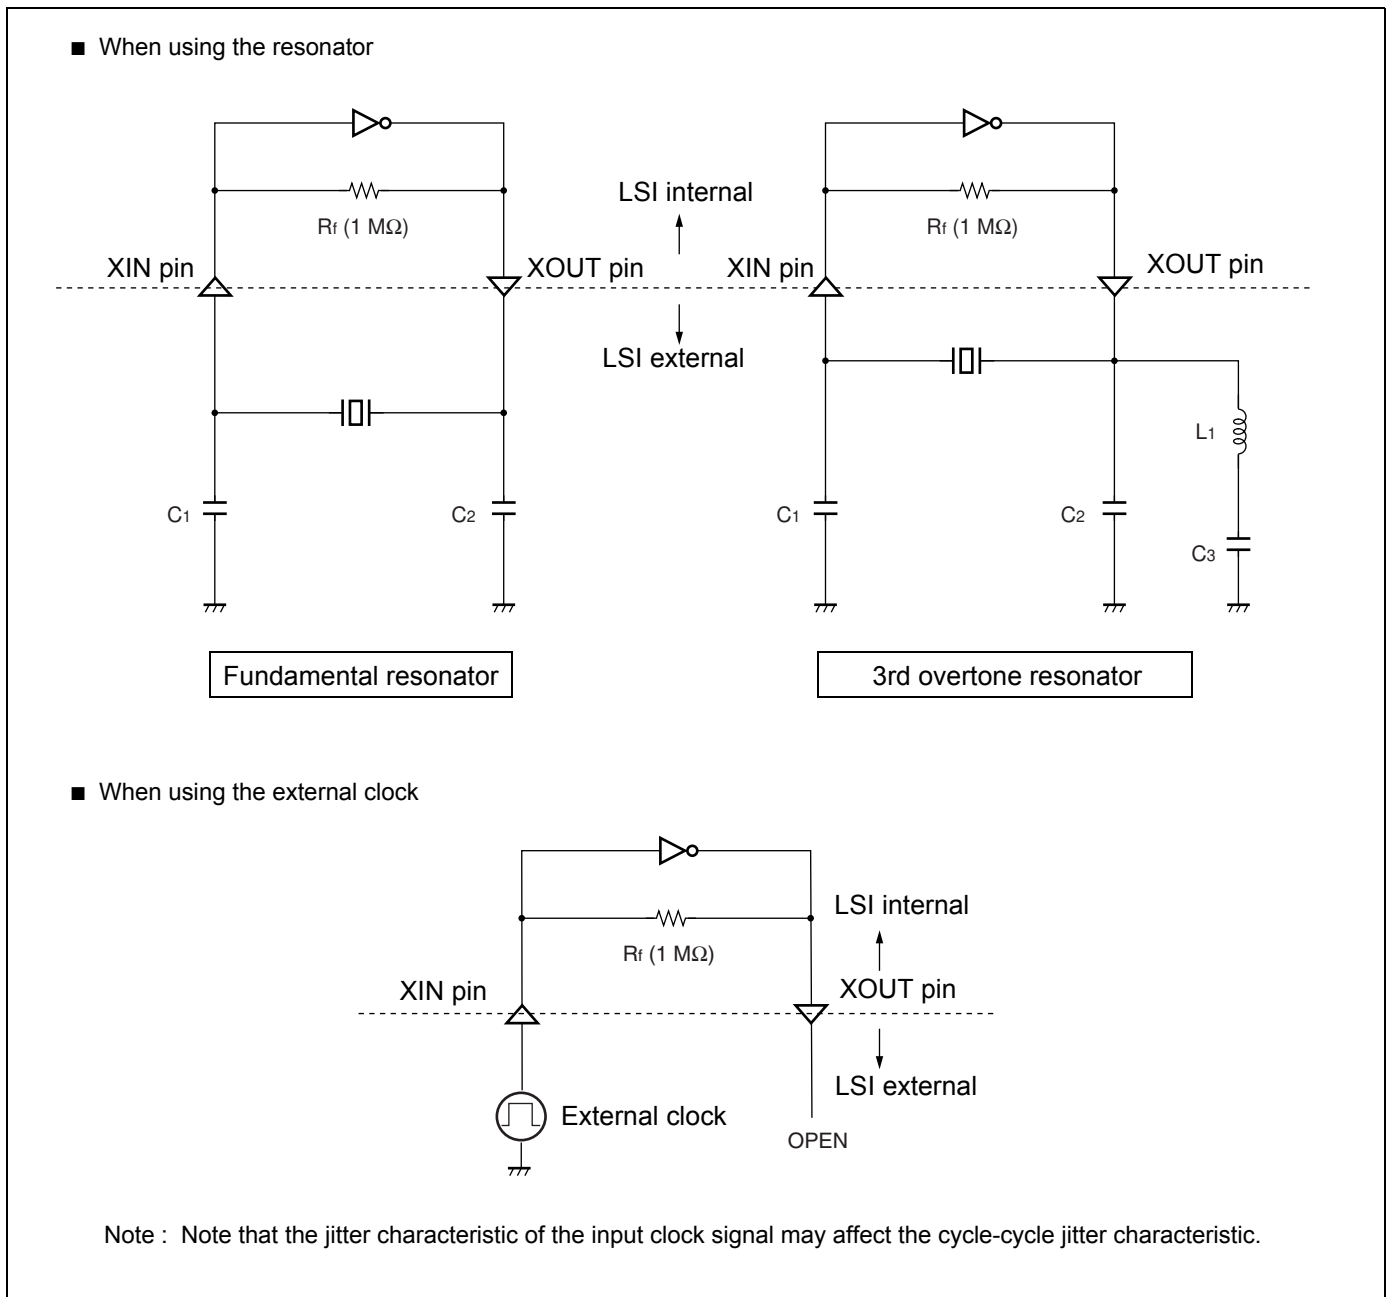 ■ When using the resonator
Rf (1 MΩ)
LSI internal
XIN pin
XOUT pin
LSI external
C1
C2
Fundamental resonator
Rf (1 MΩ)
XIN pin
XOUT pin
L1
C1
C2
C3
3rd overtone resonator
■ When using the external clock
Rf (1 MΩ)
LSI internal
XIN pin
XOUT pin
LSI external
External clock
OPEN
Note : Note that the jitter characteristic of the input clock signal may affect the cycle-cycle jitter characteristic.